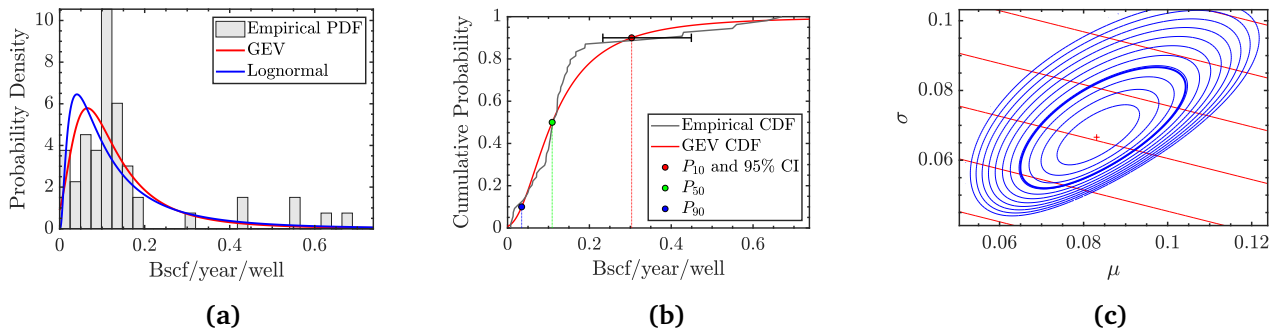 10
8
6
4
2
0
0
0.2
0.4
0.6
Probability Density
Bscf/year/well
Empirical PDF
GEV
Lognormal
(a)
1
0.8
0.6
0.4
0.2
0
0
0.2
0.4
0.6
Cumulative Probability
Bscf/year/well
Empirical CDF
GEV CDF
P₁₀ and 95% CI
P₅₀
P₉₀
(b)
0.1
0.08
0.06
0.06
0.08
0.1
0.12
σ
μ
(c)